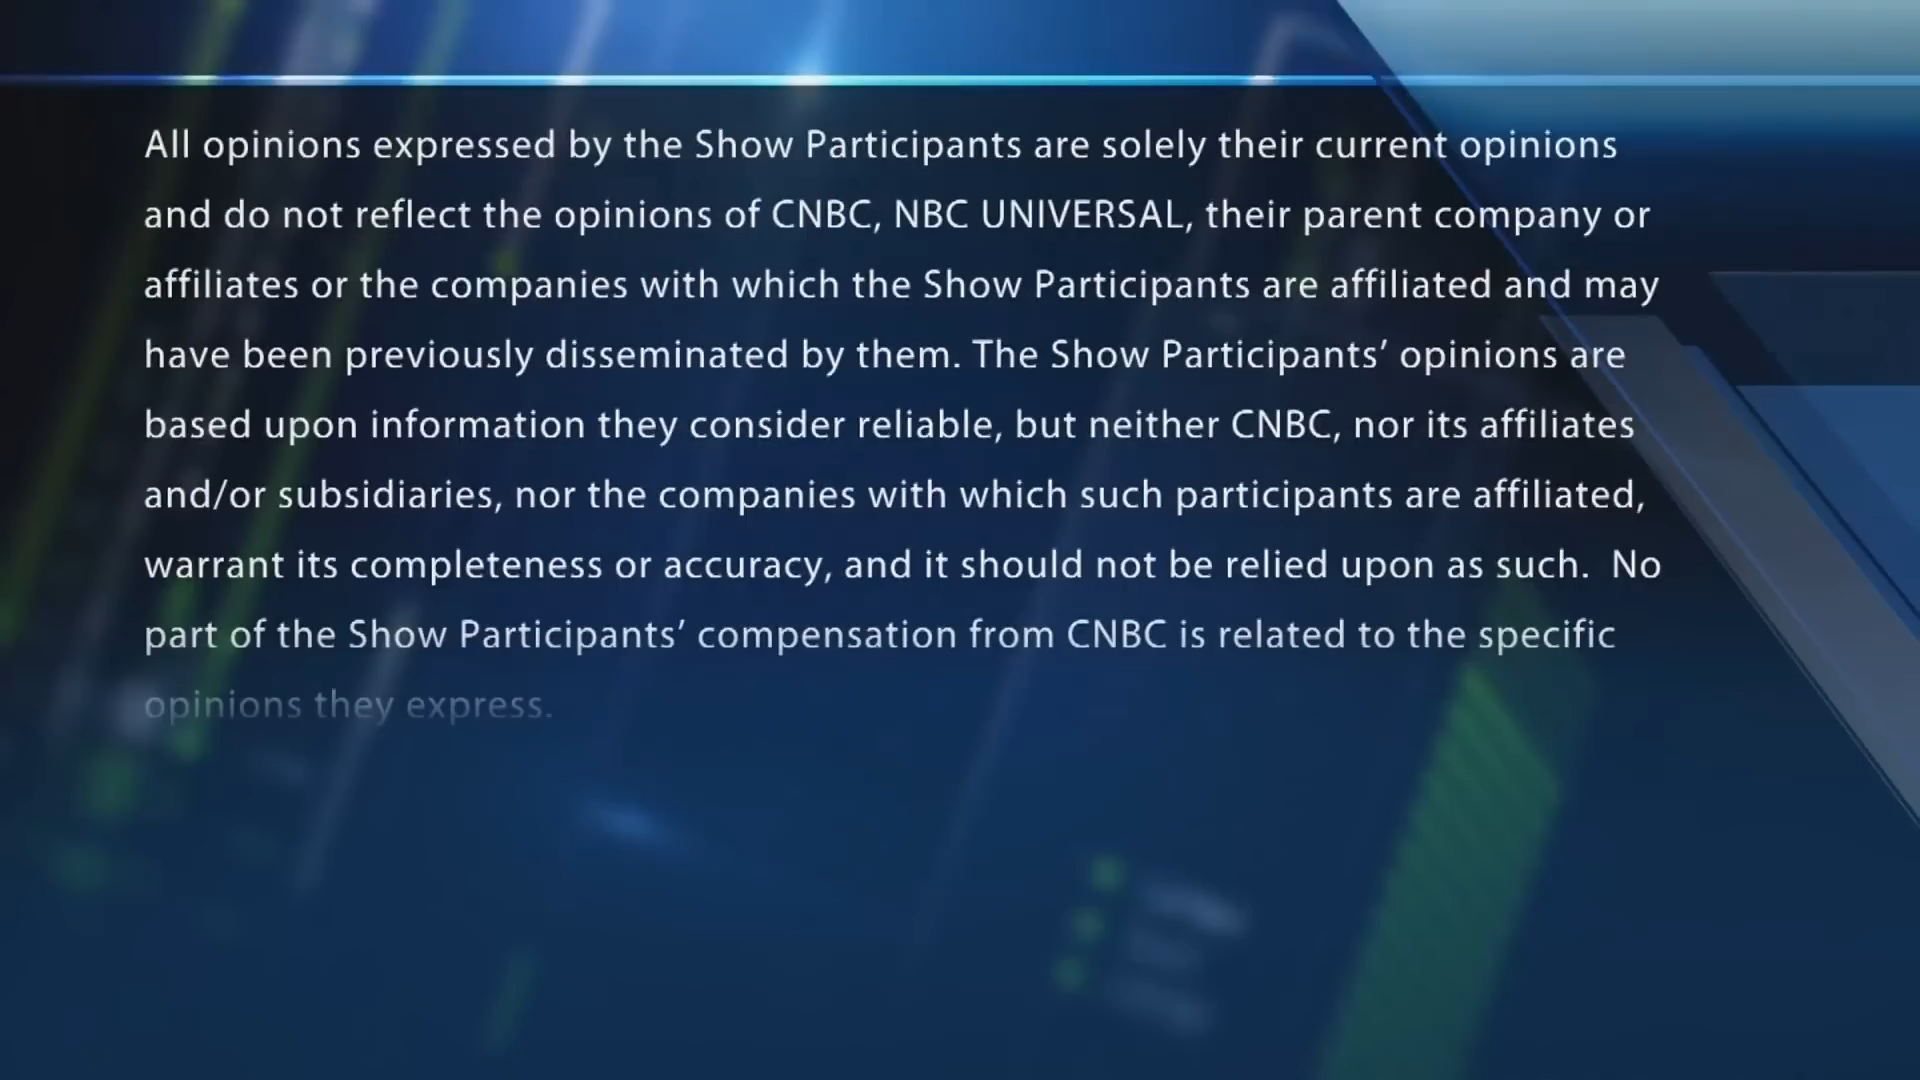 All opinions expressed by the Show Participants are solely their current opinions
and do not reflect the opinions of CNBC, NBC UNIVERSAL, their parent company or
affiliates or the companies with which the Show Participants are affiliated and may
have been previously disseminated by them. The Show Participants’ opinions are
based upon information they consider reliable, but neither CNBC, nor its affiliates
and/or subsidiaries, nor the companies with which such participants are affiliated,
warrant its completeness or accuracy, and it should not be relied upon as such.  No
part of the Show Participants’ compensation from CNBC is related to the specific
opinions they express.